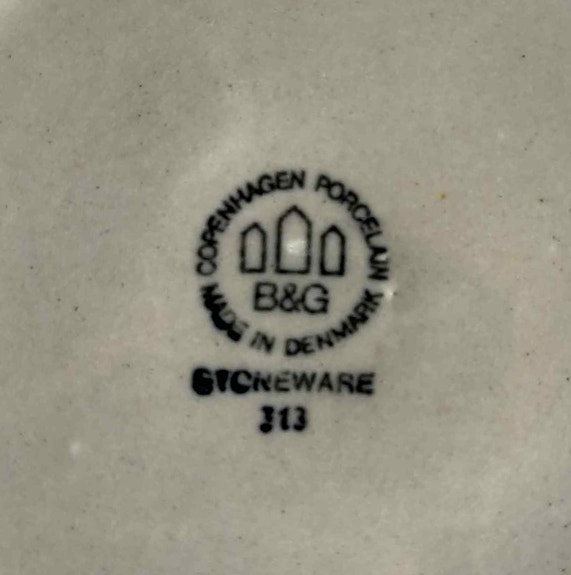 COPENHAGEN PORCELAIN
B&G
MADE IN DENMARK
STONEWARE
313